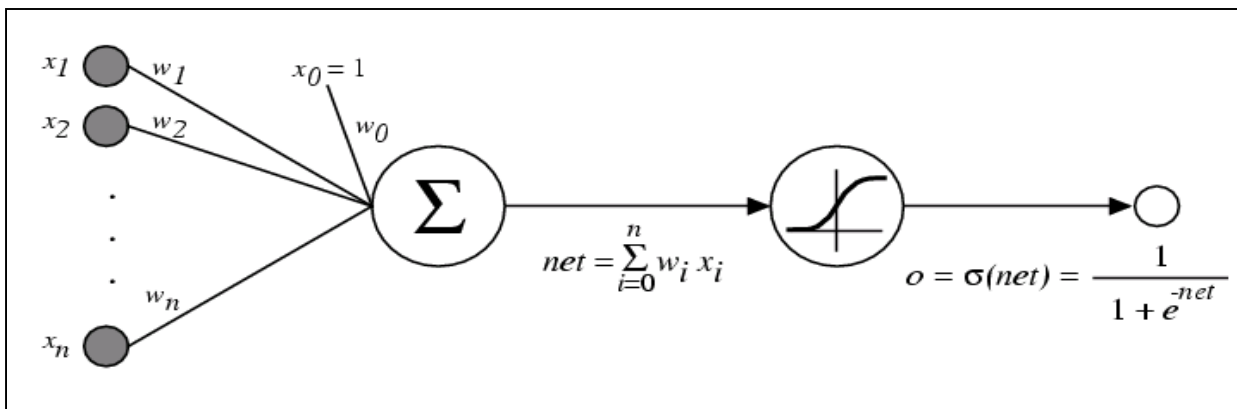 x1
w1
x0 = 1
x2
w2
w0
Σ
net = Σ i=0 n wi xi
o = σ(net) = 1 / 1 + e^-net
wn
xn